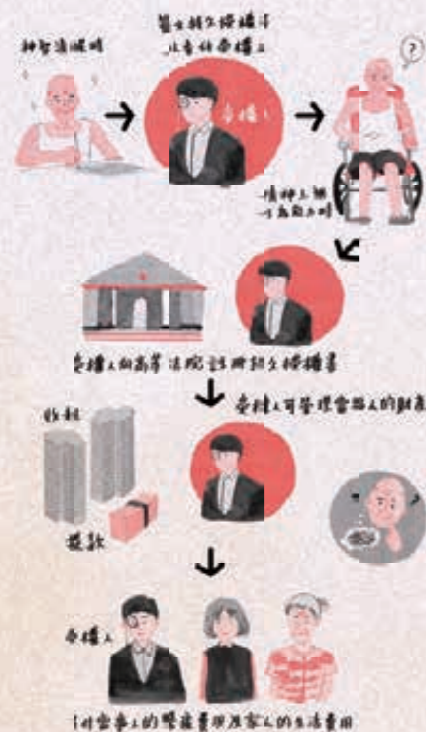 神智清醒時
簽立持久授權書
並委任受權人
受權人
?
精神上無
行為能力時
受權人向高等法院註冊持久授權書
受權人可管理當事人的財產
收租
提款
受權人
付當事人的醫療費用及家人的生活費用